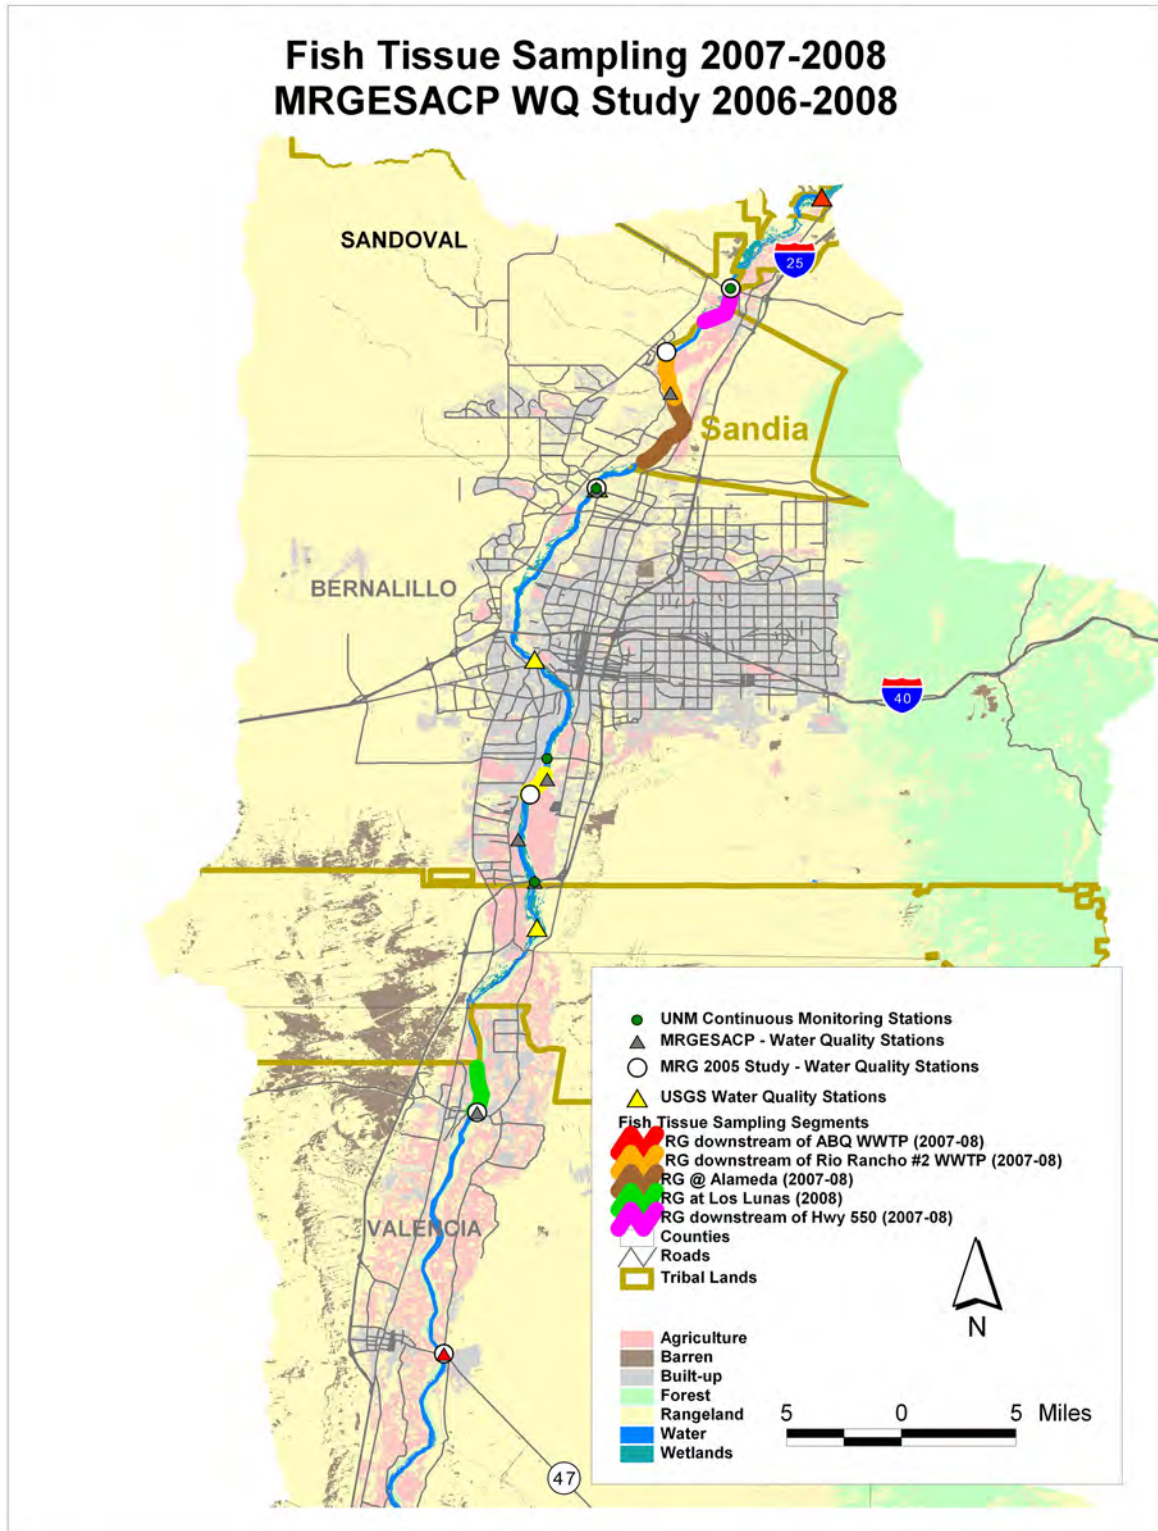 Fish Tissue Sampling 2007-2008
MRGESACP WQ Study 2006-2008
SANDOVAL
25
Sandia
BERNALILLO
40
UNM Continuous Monitoring Stations
MRGESACP - Water Quality Stations
MRG 2005 Study - Water Quality Stations
USGS Water Quality Stations
Fish Tissue Sampling Segments
RG downstream of ABQ WWTP (2007-08)
RG downstream of Rio Rancho #2 WWTP (2007-08)
RG @ Alameda (2007-08)
RG at Los Lunas (2008)
RG downstream of Hwy 550 (2007-08)
Counties
Roads
Tribal Lands
VALENCIA
N
Agriculture
Barren
Built-up
Forest
Rangeland
Water
Wetlands
5 0 5 Miles
47